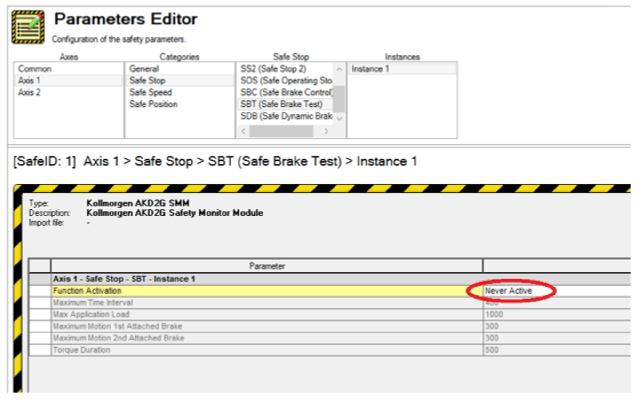 Parameters Editor
Configuration of the safety parameters.
Axes Categories Safe Stop Instances
Common General SS2 (Safe Stop 2) Instance 1
Axis 1 Safe Stop SOS (Safe Operating Sto
Axis 2 Safe Speed SBC (Safe Brake Control)
Safe Position SBT (Safe Brake Test)
SDB (Safe Dynamic Brak
[SafeID: 1] Axis 1 > Safe Stop > SBT (Safe Brake Test) > Instance 1
Type: Kollmorgen AKD2G SMM
Description: Kollmorgen AKD2G Safety Monitor Module
Import file: -
Parameter
Axis 1 - Safe Stop - SBT - Instance 1
Function Activation Never Active
Maximum Time Interval
Max Application Load 1000
Maximum Motion 1st Attached Brake 300
Maximum Motion 2nd Attached Brake 300
Torque Duration 500